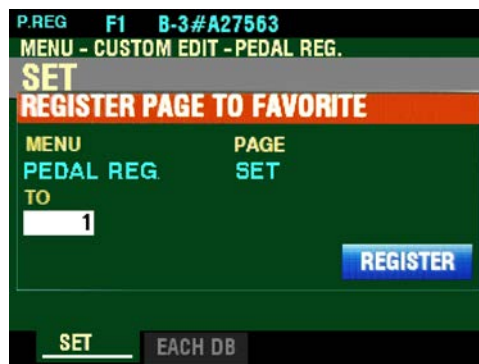 P.REG F1 B-3#A27563
MENU - CUSTOM EDIT - PEDAL REG.
SET
REGISTER PAGE TO FAVORITE
MENU PAGE
PEDAL REG. SET
TO
1
REGISTER
SET EACH DB